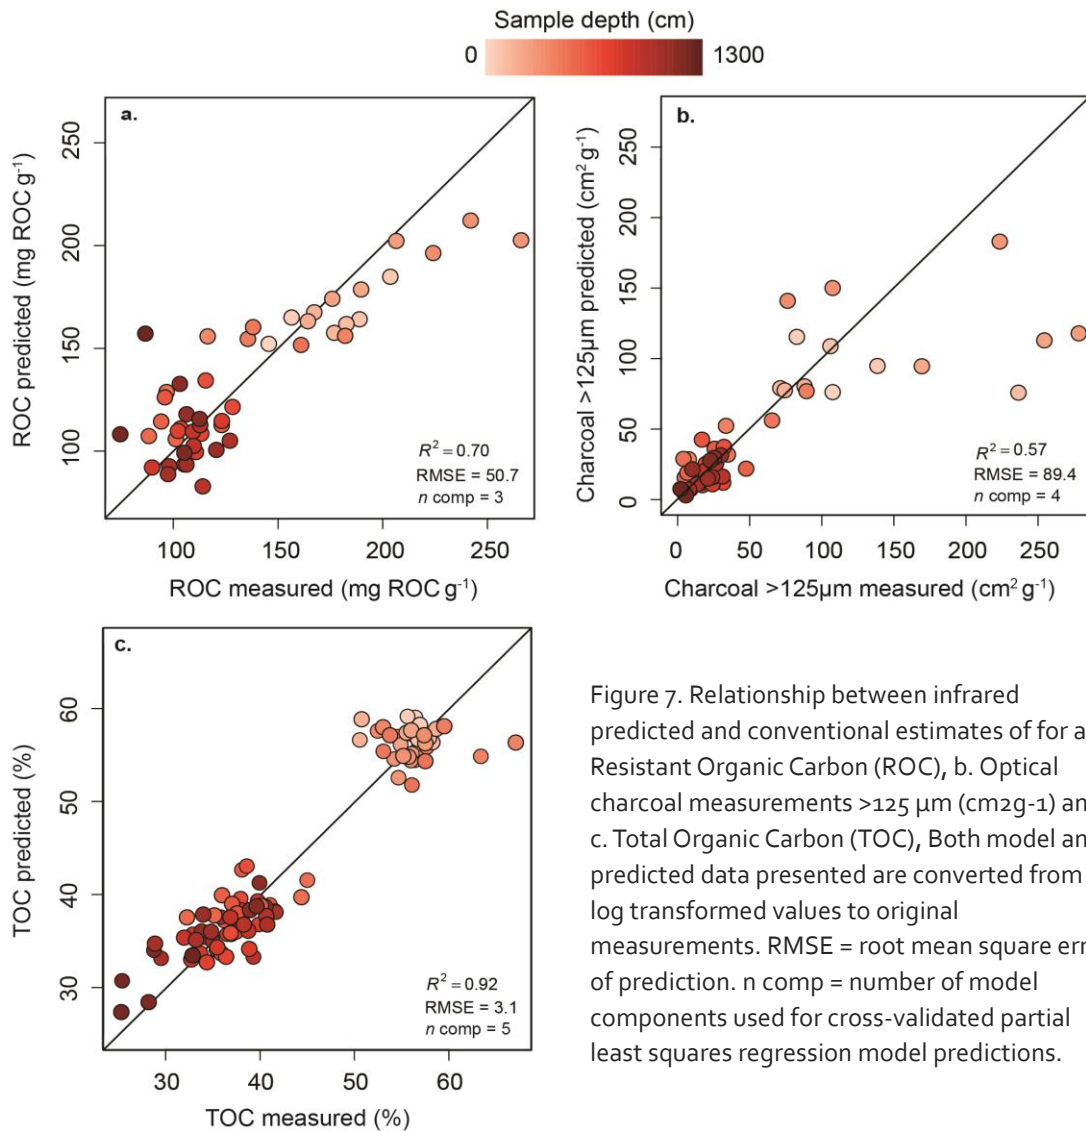 Sample depth (cm)
0 1300
a.
ROC predicted (mg ROC g⁻¹)
250
200
150
100
R² = 0.70
RMSE = 50.7
n comp = 3
100 150 200 250
ROC measured (mg ROC g⁻¹)
b.
Charcoal >125µm predicted (cm² g⁻¹)
250
200
150
100
50
0
R² = 0.57
RMSE = 89.4
n comp = 4
0 50 100 150 200 250
Charcoal >125µm measured (cm² g⁻¹)
c.
TOC predicted (%)
60
50
40
30
R² = 0.92
RMSE = 3.1
n comp = 5
30 40 50 60
TOC measured (%)
Figure 7. Relationship between infrared
predicted and conventional estimates of for a
Resistant Organic Carbon (ROC), b. Optical
charcoal measurements >125 µm (cm2g-1) an
c. Total Organic Carbon (TOC), Both model an
predicted data presented are converted from
log transformed values to original
measurements. RMSE = root mean square err
of prediction. n comp = number of model
components used for cross-validated partial
least squares regression model predictions.